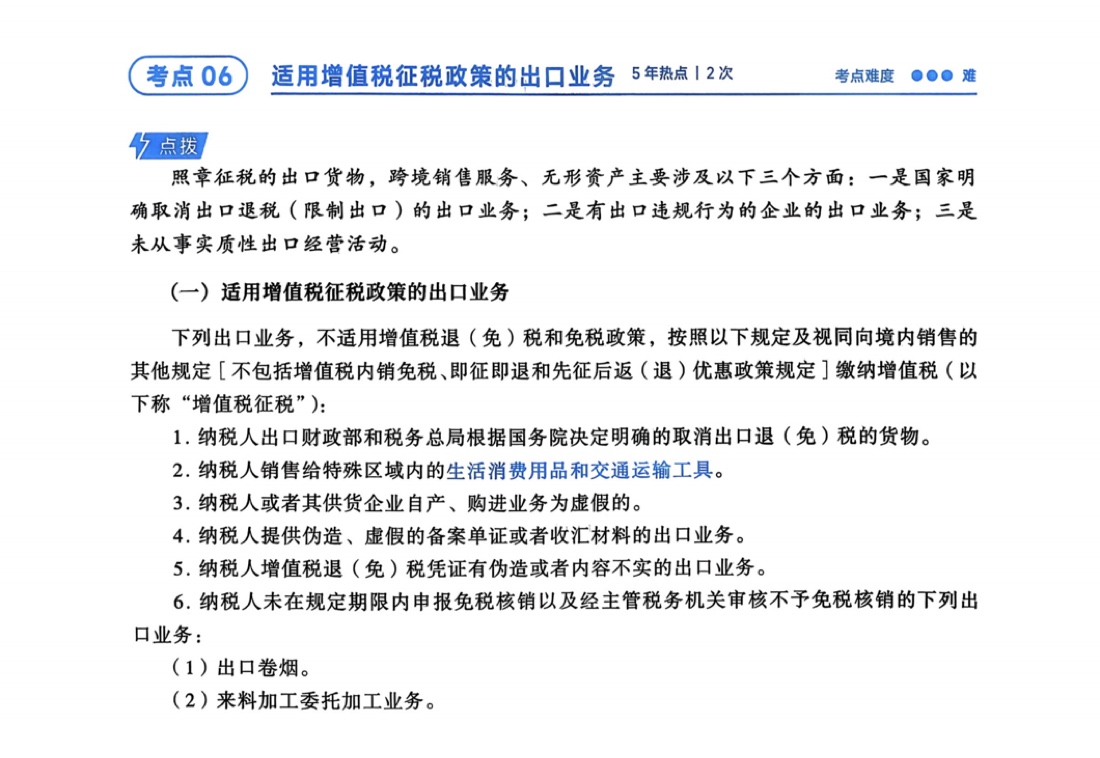 考点 06 适用增值税征税政策的出口业务 5年热点|2次 考点难度 ●●● 难
点拨
照章征税的出口货物，跨境销售服务、无形资产主要涉及以下三个方面：一是国家明
确取消出口退税（限制出口）的出口业务；二是有出口违规行为的企业的出口业务；三是
未从事实质性出口经营活动。
（一）适用增值税征税政策的出口业务
下列出口业务，不适用增值税退（免）税和免税政策，按照以下规定及视同向境内销售的
其他规定［不包括增值税内销免税、即征即退和先征后返（退）优惠政策规定］缴纳增值税（以
下称“增值税征税”）：
1. 纳税人出口财政部和税务总局根据国务院决定明确的取消出口退（免）税的货物。
2. 纳税人销售给特殊区域内的生活消费用品和交通运输工具。
3. 纳税人或者其供货企业自产、购进业务为虚假的。
4. 纳税人提供伪造、虚假的备案单证或者收汇材料的出口业务。
5. 纳税人增值税退（免）税凭证有伪造或者内容不实的出口业务。
6. 纳税人未在规定期限内申报免税核销以及经主管税务机关审核不予免税核销的下列出
口业务：
（1）出口卷烟。
（2）来料加工委托加工业务。